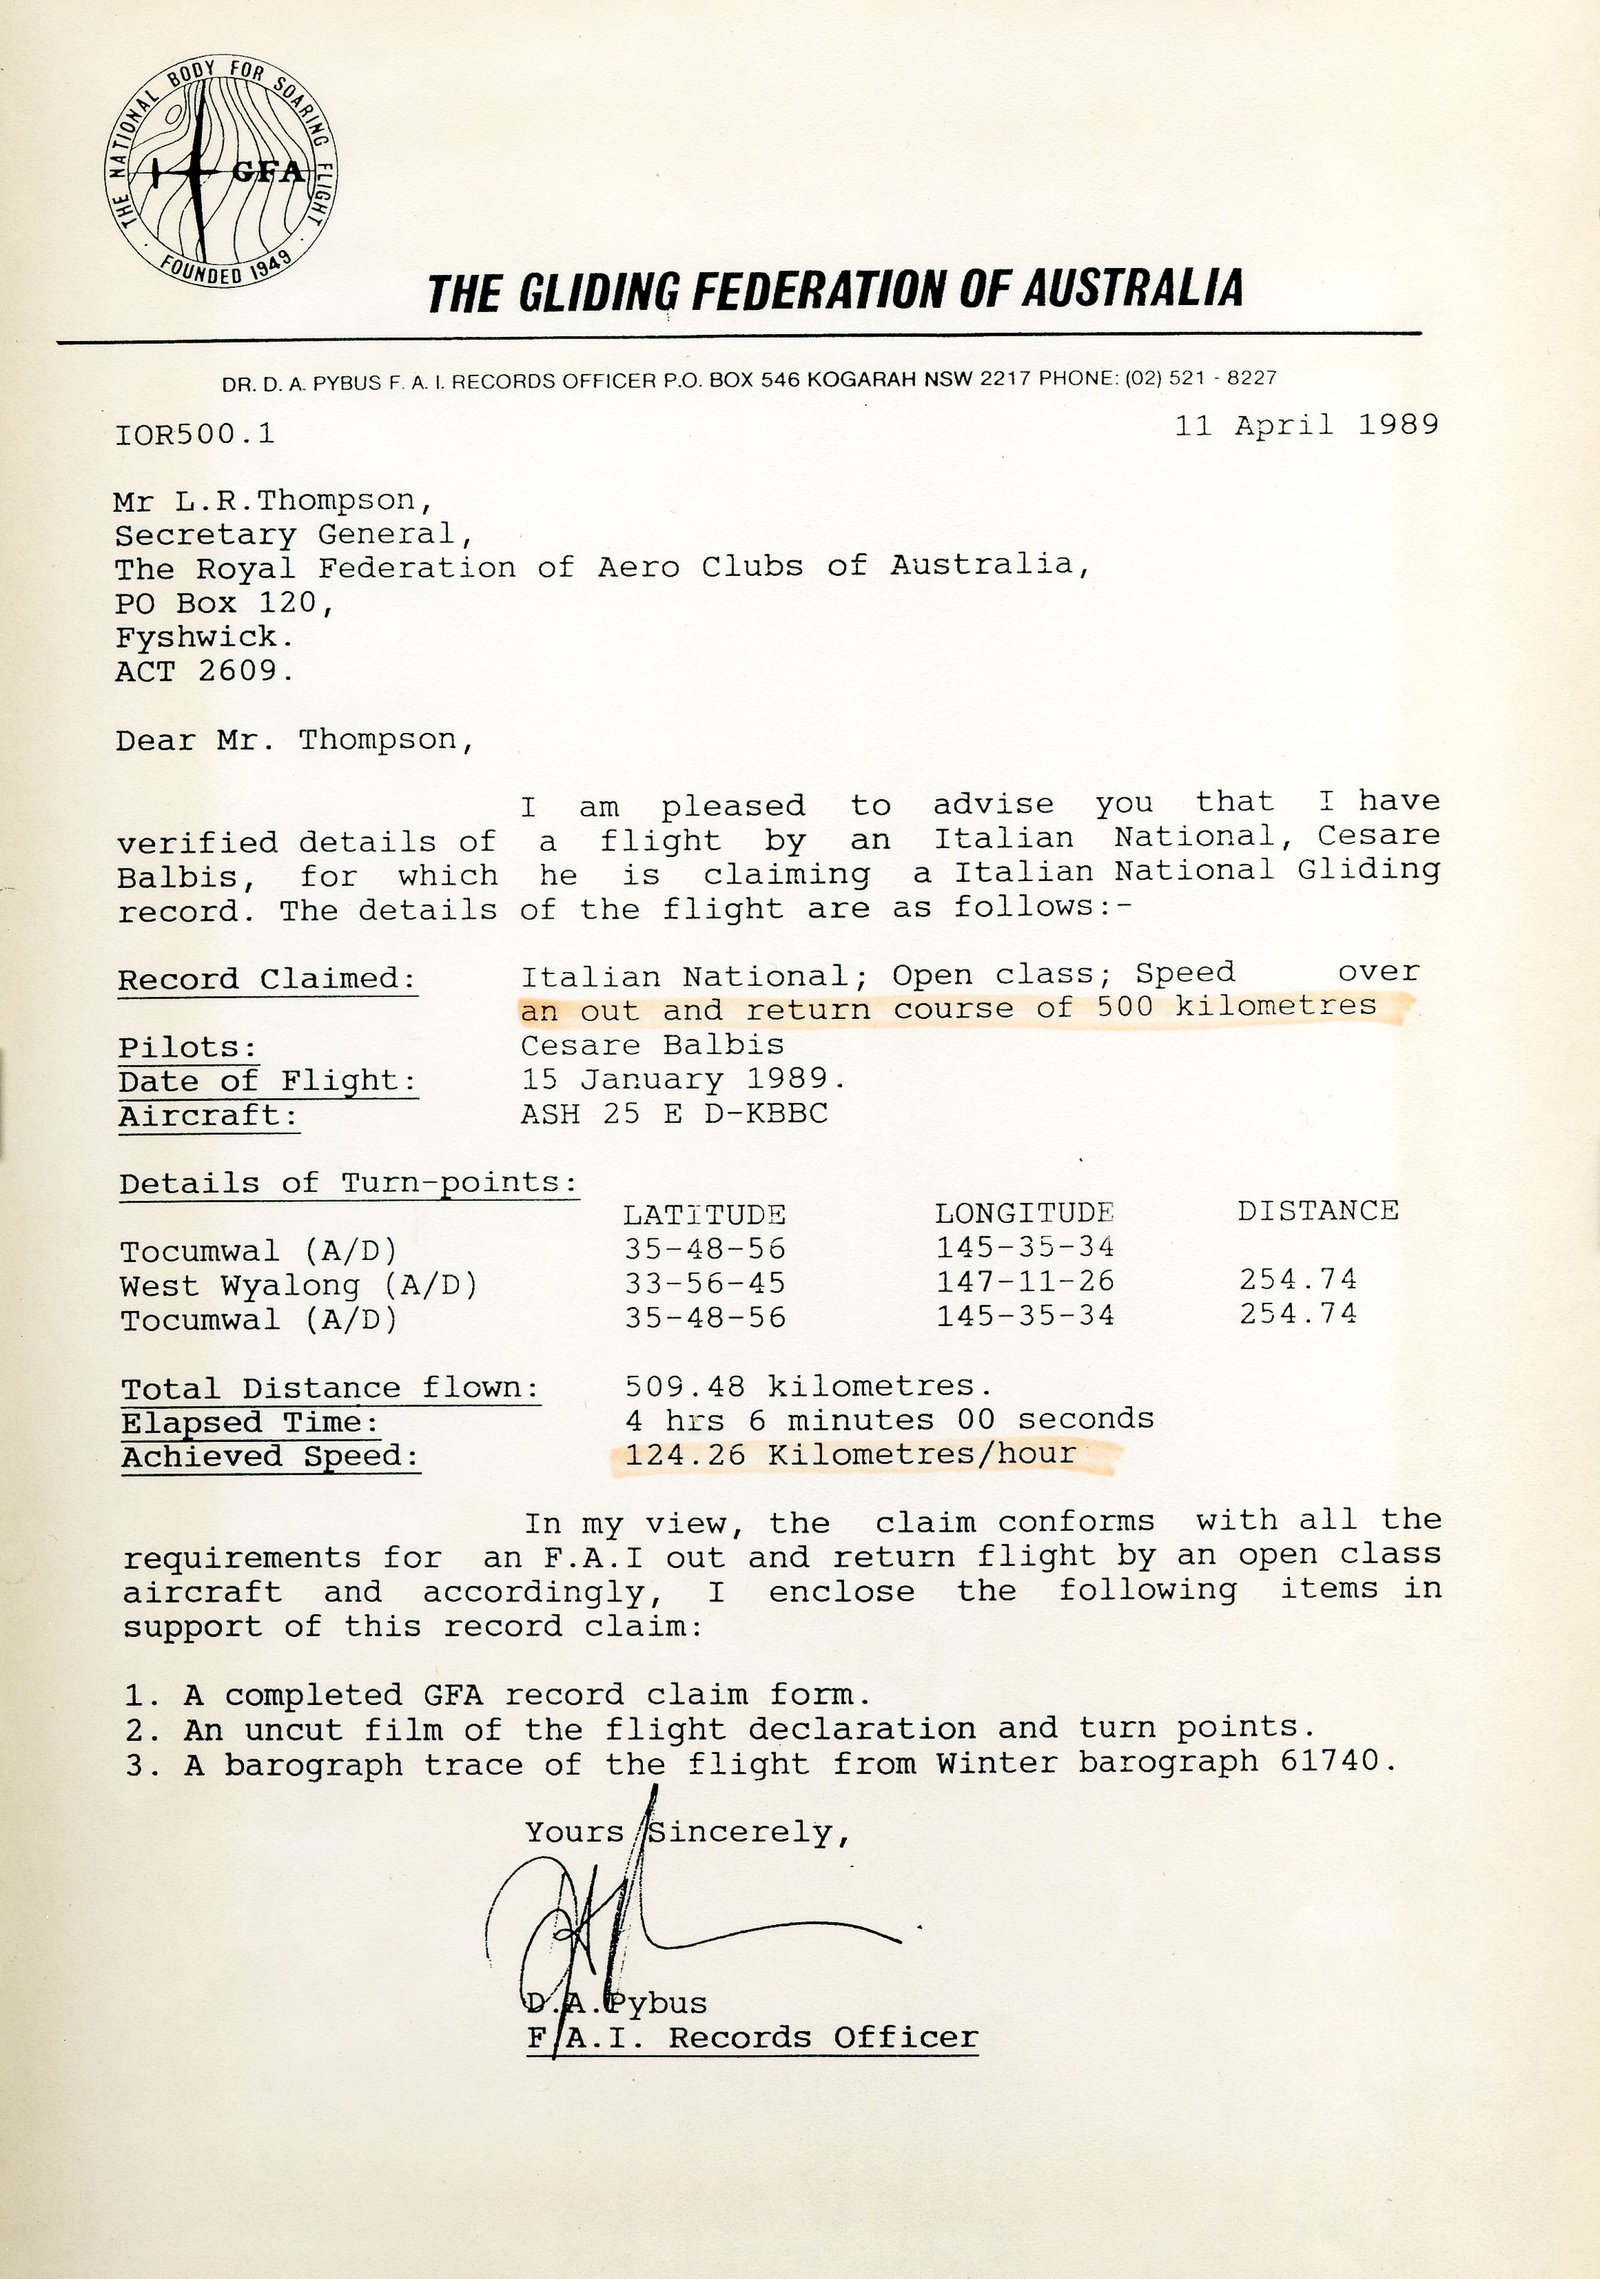 THE NATIONAL BODY FOR SOARING FLIGHT
GFA
FOUNDED 1949
THE GLIDING FEDERATION OF AUSTRALIA
DR. D. A. PYBUS F. A. I. RECORDS OFFICER P.O. BOX 546 KOGARAH NSW 2217 PHONE: (02) 521 - 8227
IOR500.1 11 April 1989
Mr L.R.Thompson,
Secretary General,
The Royal Federation of Aero Clubs of Australia,
PO Box 120,
Fyshwick.
ACT 2609.
Dear Mr. Thompson,
I am pleased to advise you that I have
verified details of a flight by an Italian National, Cesare
Balbis, for which he is claiming a Italian National Gliding
record. The details of the flight are as follows:-
Record Claimed: Italian National; Open class; Speed over
an out and return course of 500 kilometres
Pilots: Cesare Balbis
Date of Flight: 15 January 1989.
Aircraft: ASH 25 E D-KBBC
Details of Turn-points:
LATITUDE LONGITUDE DISTANCE
Tocumwal (A/D) 35-48-56 145-35-34
West Wyalong (A/D) 33-56-45 147-11-26 254.74
Tocumwal (A/D) 35-48-56 145-35-34 254.74
Total Distance flown: 509.48 kilometres.
Elapsed Time: 4 hrs 6 minutes 00 seconds
Achieved Speed: 124.26 Kilometres/hour
In my view, the claim conforms with all the
requirements for an F.A.I out and return flight by an open class
aircraft and accordingly, I enclose the following items in
support of this record claim:
1. A completed GFA record claim form.
2. An uncut film of the flight declaration and turn points.
3. A barograph trace of the flight from Winter barograph 61740.
Yours Sincerely,
D.A.Pybus
F.A.I. Records Officer